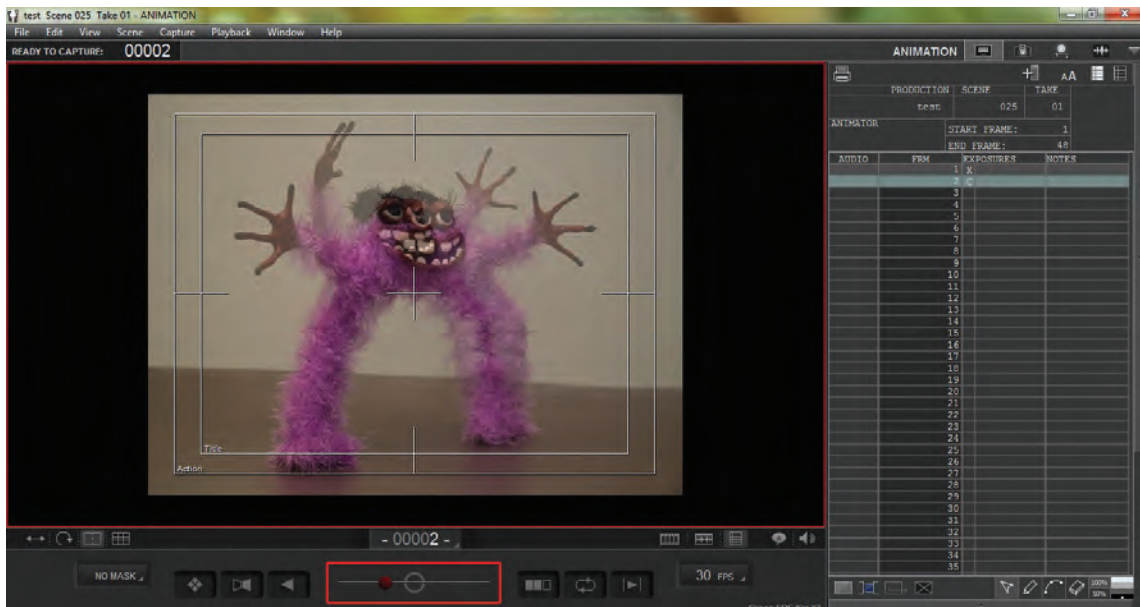 test Scene 025 Take 01 - ANIMATION
File Edit View Scene Capture Playback Window Help
READY TO CAPTURE: 00002
ANIMATION
AA
PRODUCTION SCENE TAKE
test 025 01
ANIMATOR
START FRAME: 1
END FRAME: 48
AUDIO FRM EXPOSURES NOTES
1 X
2 C
3
4
5
6
7
8
9
10
11
12
13
14
15
16
17
18
19
20
21
22
23
24
25
26
27
28
29
30
31
32
33
34
35
Title
Action
- 00002 -
NO MASK
30 FPS
100%
50%